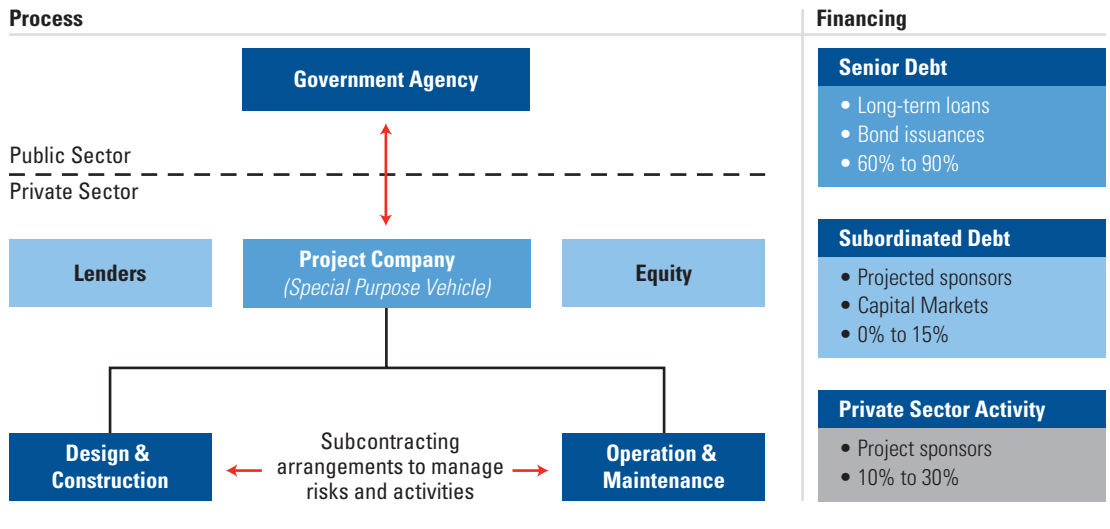 Process
Government Agency
Public Sector
Private Sector
Lenders
Project Company
(Special Purpose Vehicle)
Equity
Design &
Construction
Subcontracting
arrangements to manage
risks and activities
Operation &
Maintenance
Financing
Senior Debt
• Long-term loans
• Bond issuances
• 60% to 90%
Subordinated Debt
• Projected sponsors
• Capital Markets
• 0% to 15%
Private Sector Activity
• Project sponsors
• 10% to 30%